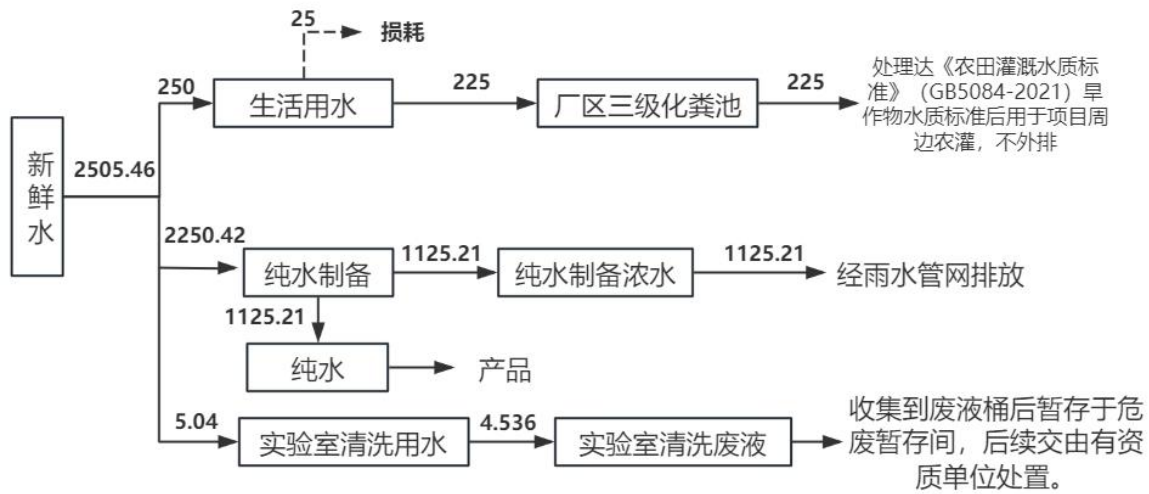 25
损耗
250
生活用水
225
厂区三级化粪池
225
处理达《农田灌溉水质标
准》（GB5084-2021）旱
作物水质标准后用于项目周
边农灌，不外排
新
鲜
水
2505.46
2250.42
纯水制备
1125.21
纯水制备浓水
1125.21
经雨水管网排放
1125.21
纯水
产品
5.04
实验室清洗用水
4.536
实验室清洗废液
收集到废液桶后暂存于危
废暂存间，后续交由有资
质单位处置。